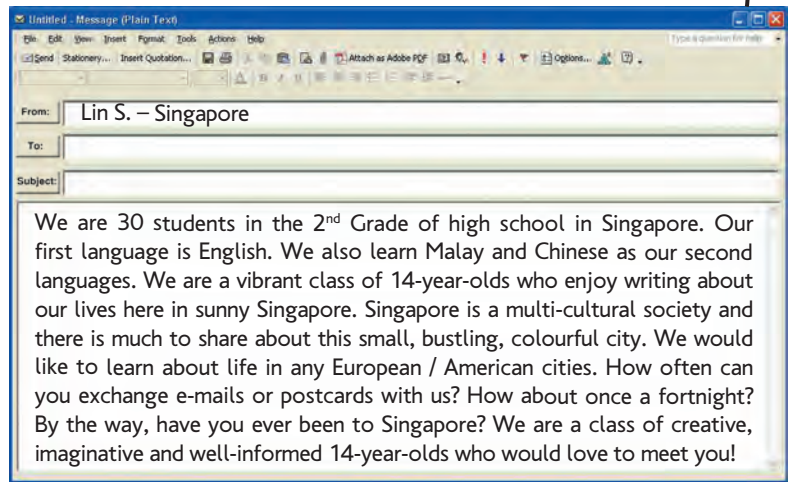 Untitled - Message (Plain Text)
File Edit View Insert Format Tools Actions Help
Type a question for help
Send Stationery... Insert Quotation... Attach as Adobe PDF Options...
From: Lin S. – Singapore
To:
Subject:
We are 30 students in the 2nd Grade of high school in Singapore. Our
first language is English. We also learn Malay and Chinese as our second
languages. We are a vibrant class of 14-year-olds who enjoy writing about
our lives here in sunny Singapore. Singapore is a multi-cultural society and
there is much to share about this small, bustling, colourful city. We would
like to learn about life in any European / American cities. How often can
you exchange e-mails or postcards with us? How about once a fortnight?
By the way, have you ever been to Singapore? We are a class of creative,
imaginative and well-informed 14-year-olds who would love to meet you!